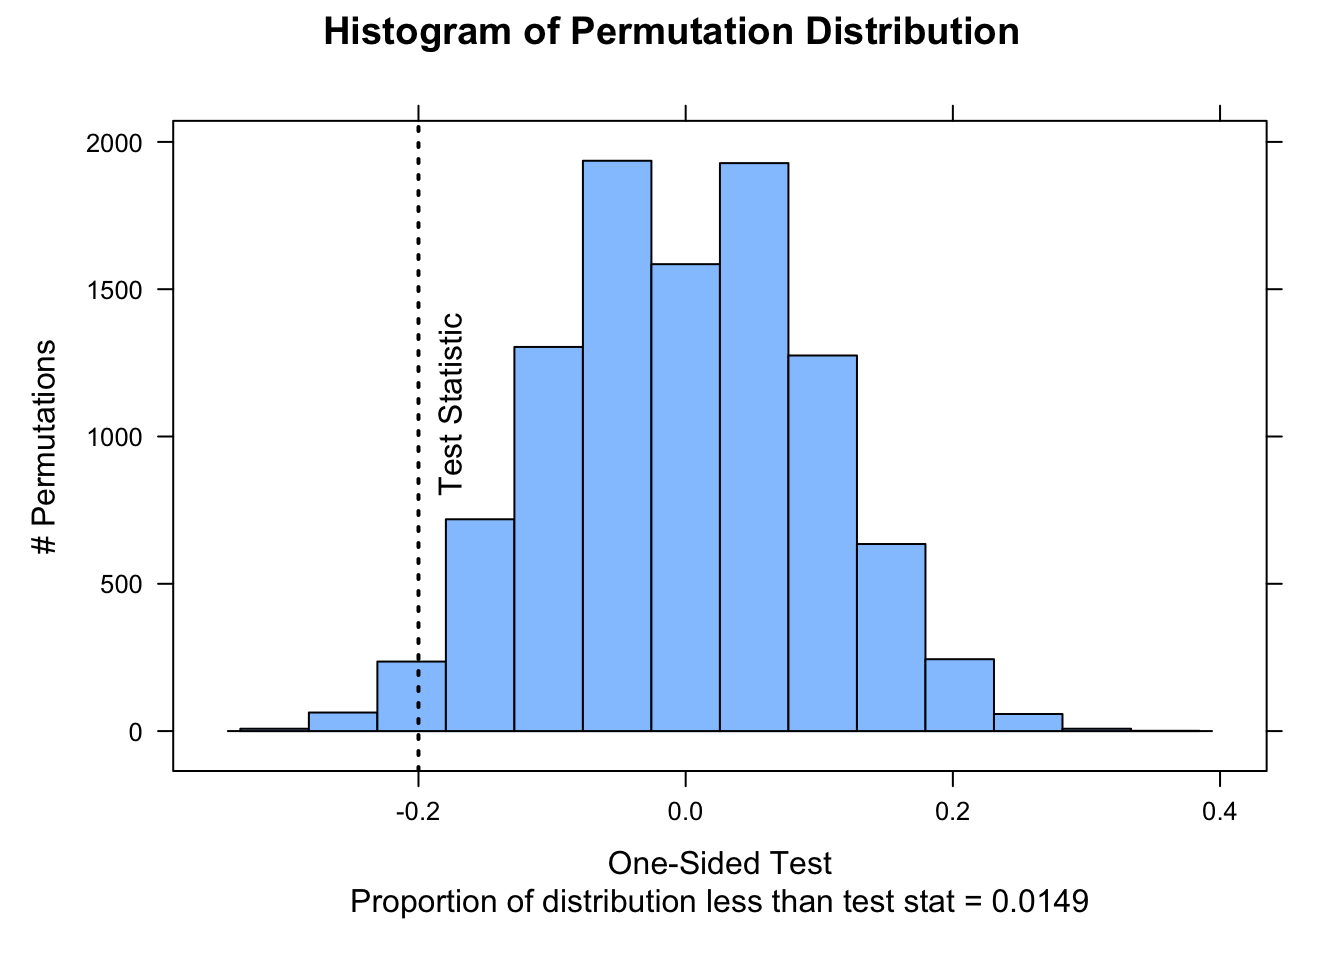 Histogram of Permutation Distribution
# Permutations
2000
1500
1000
500
0
Test Statistic
-0.2
0.0
0.2
0.4
One-Sided Test
Proportion of distribution less than test stat = 0.0149